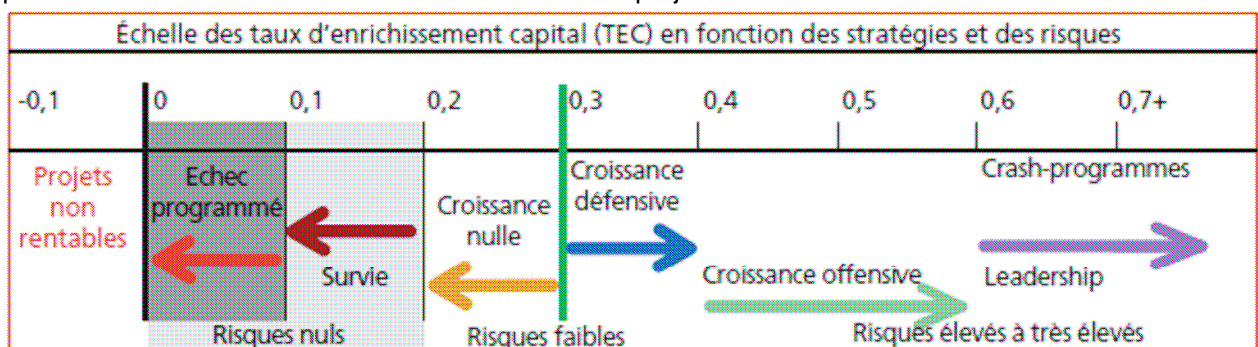 Échelle des taux d'enrichissement capital (TEC) en fonction des stratégies et des risques
-0,1 0 0,1 0,2 0,3 0,4 0,5 0,6 0,7+
Projets
non
rentables
Echec
programmé
Survie
Croissance
nulle
Croissance
défensive
Croissance offensive
Crash-programmes
Leadership
Risques nuls
Risques faibles
Risques élevés à très élevés